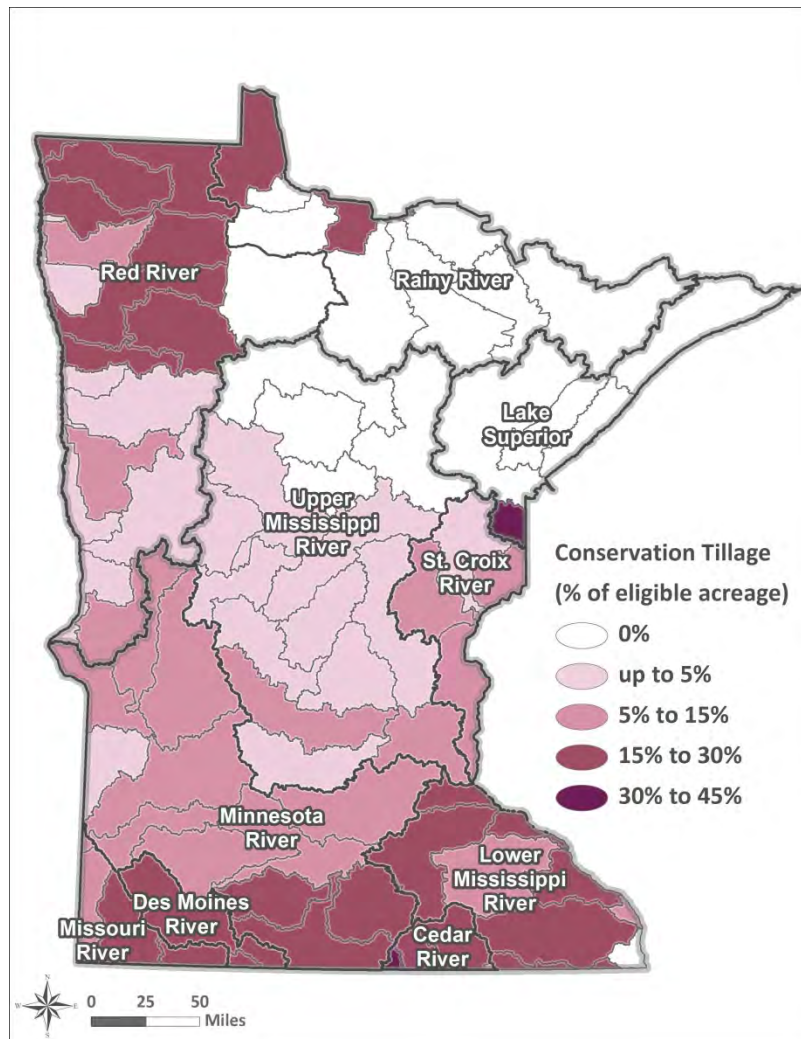 Red River
Rainy River
Lake
Superior
Upper
Mississippi
River
St. Croix
River
Conservation Tillage
(% of eligible acreage)
0%
up to 5%
5% to 15%
15% to 30%
30% to 45%
Minnesota
River
Lower
Mississippi
River
Des Moines
River
Missouri
River
Cedar
River
N
W
E
S
0 25 50
Miles